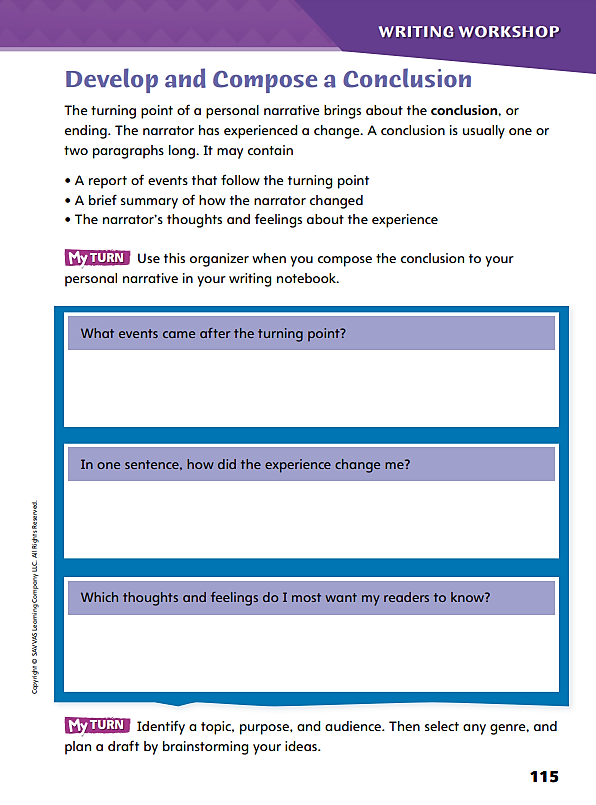 WRITING WORKSHOP
Develop and Compose a Conclusion
The turning point of a personal narrative brings about the conclusion, or
ending. The narrator has experienced a change. A conclusion is usually one or
two paragraphs long. It may contain
• A report of events that follow the turning point
• A brief summary of how the narrator changed
• The narrator's thoughts and feelings about the experience
My TURN Use this organizer when you compose the conclusion to your
personal narrative in your writing notebook.
What events came after the turning point?
In one sentence, how did the experience change me?
Which thoughts and feelings do I most want my readers to know?
My TURN Identify a topic, purpose, and audience. Then select any genre, and
plan a draft by brainstorming your ideas.
Copyright © SAVVAS Learning Company LLC. All Rights Reserved.
115